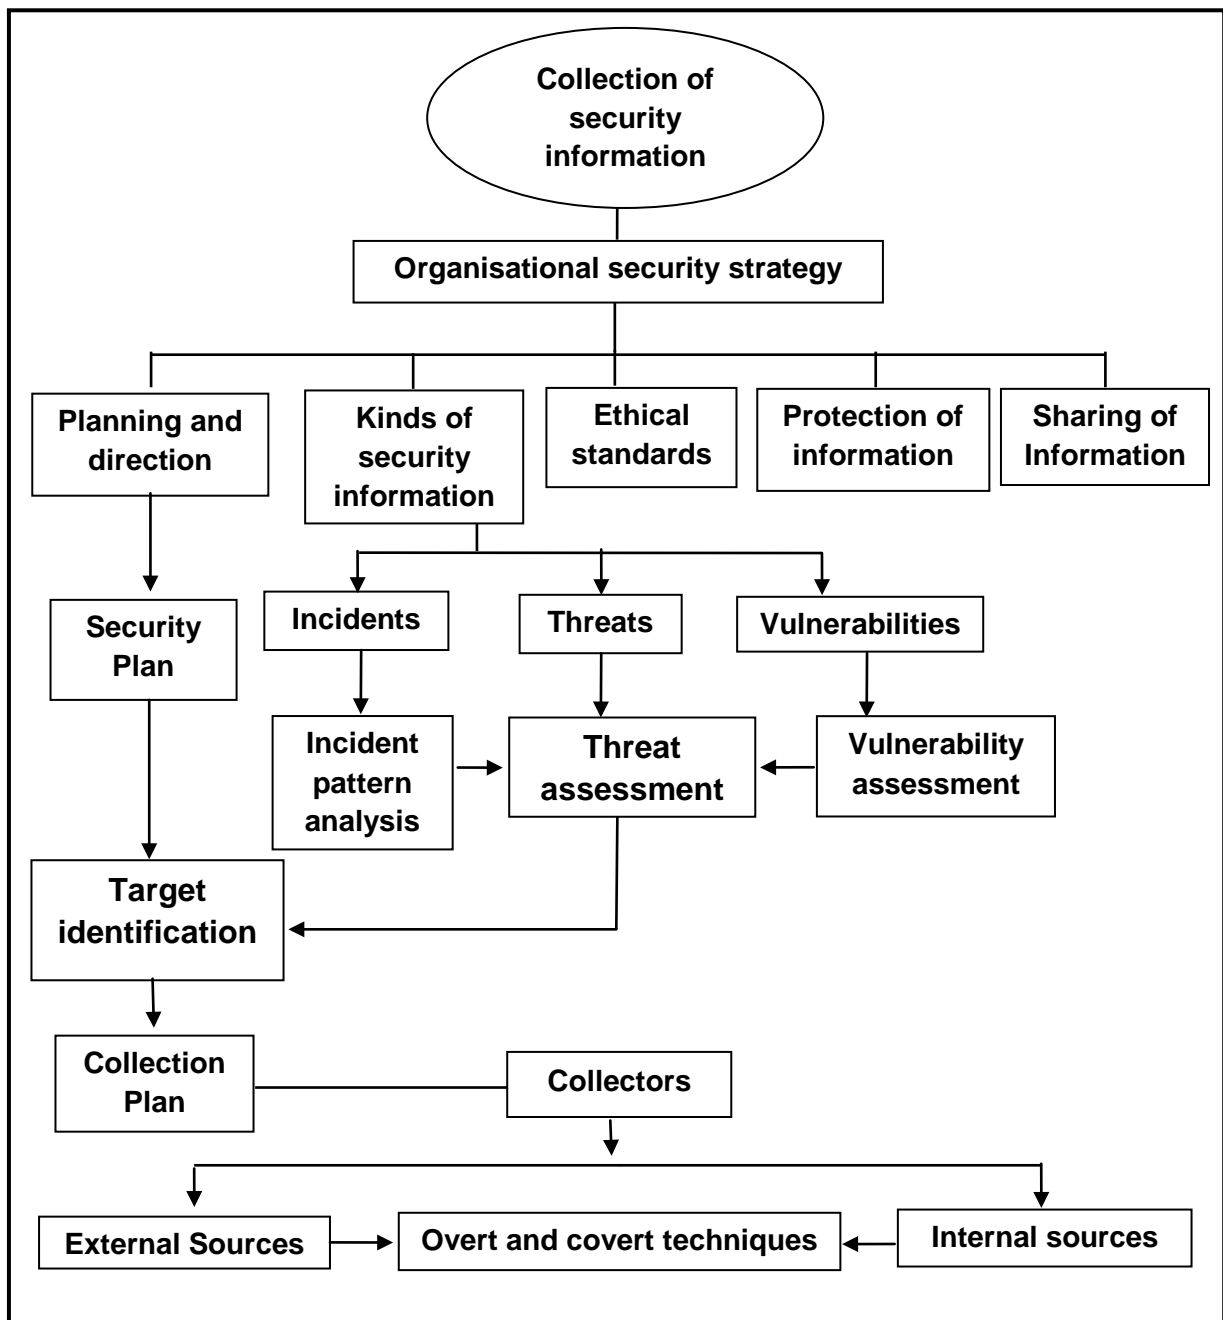 Collection of
security
information
Organisational security strategy
Planning and
direction
Kinds of
security
information
Ethical
standards
Protection of
information
Sharing of
Information
Security
Plan
Incidents
Threats
Vulnerabilities
Incident
pattern
analysis
Threat
assessment
Vulnerability
assessment
Target
identification
Collection
Plan
Collectors
External Sources
Overt and covert techniques
Internal sources